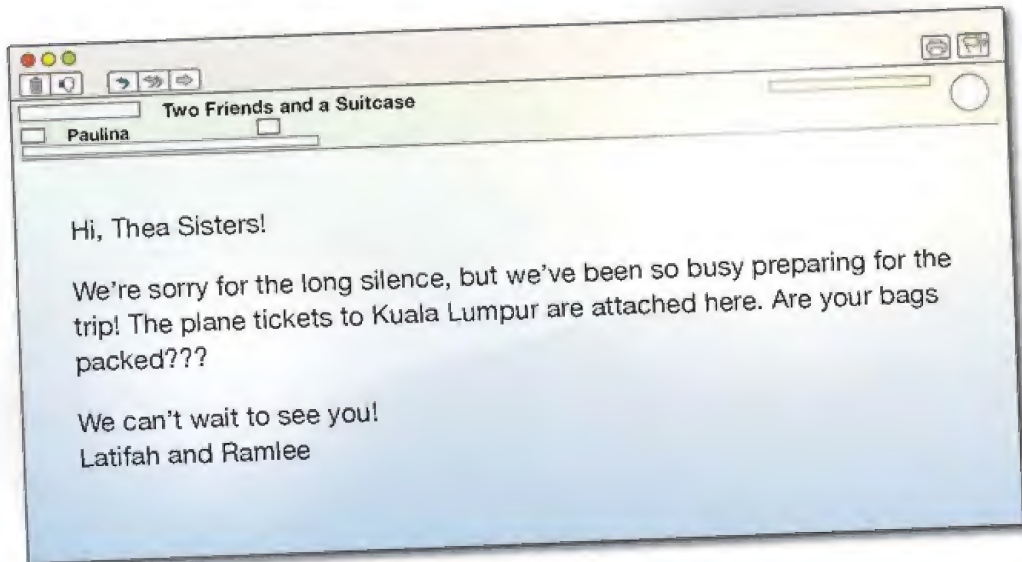 Two Friends and a Suitcase
Paulina
Hi, Thea Sisters!
We're sorry for the long silence, but we've been so busy preparing for the
trip! The plane tickets to Kuala Lumpur are attached here. Are your bags
packed???
We can't wait to see you!
Latifah and Ramlee